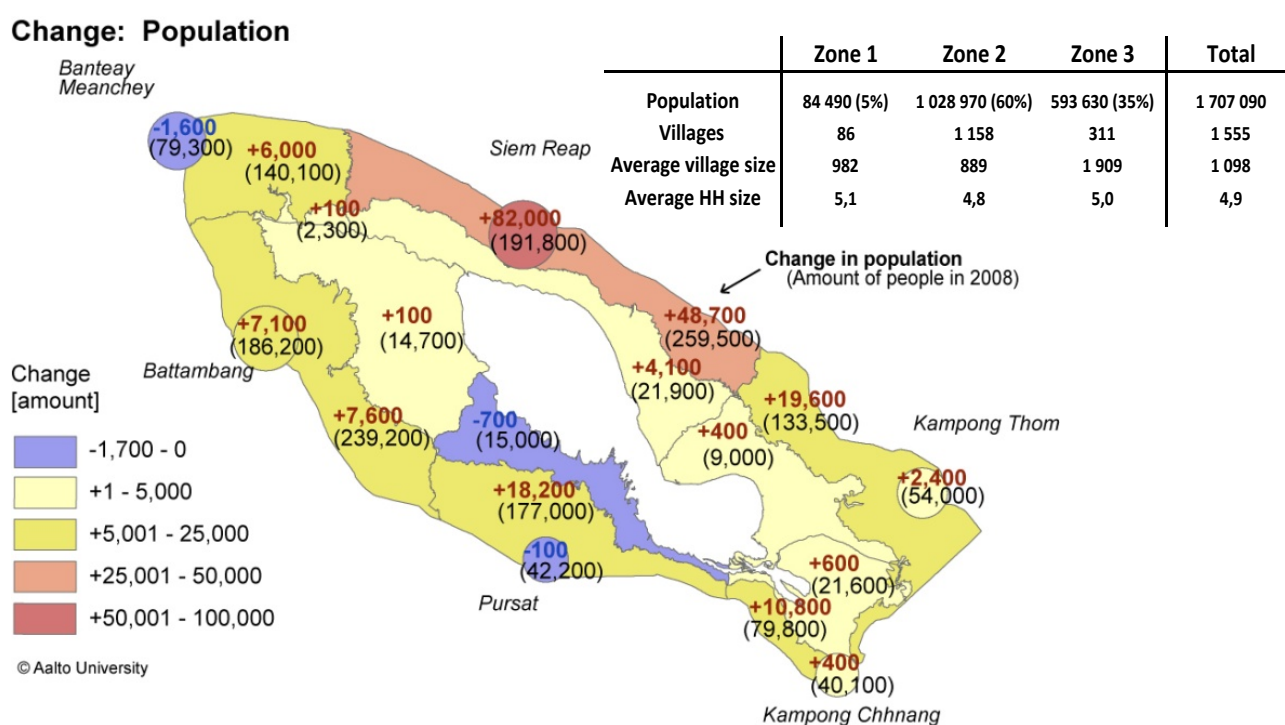 Change: Population
Banteay
Meanchey
Zone 1 Zone 2 Zone 3 Total
Population 84 490 (5%) 1 028 970 (60%) 593 630 (35%) 1 707 090
Villages 86 1 158 311 1 555
Average village size 982 889 1 909 1 098
Average HH size 5,1 4,8 5,0 4,9
-1,600
(79,300)
+6,000
(140,100)
Siem Reap
+100
(2,300)
+82,000
(191,800)
Change in population
(Amount of people in 2008)
+7,100
(186,200)
+100
(14,700)
+48,700
(259,500)
+4,100
(21,900)
Battambang
+7,600
(239,200)
-700
(15,000)
+400
(9,000)
+19,600
(133,500)
Kampong Thom
+2,400
(54,000)
+18,200
(177,000)
-100
(42,200)
Pursat
+600
(21,600)
+10,800
(79,800)
+400
(40,100)
Kampong Chhnang
Change
[amount]
-1,700 - 0
+1 - 5,000
+5,001 - 25,000
+25,001 - 50,000
+50,001 - 100,000
© Aalto University